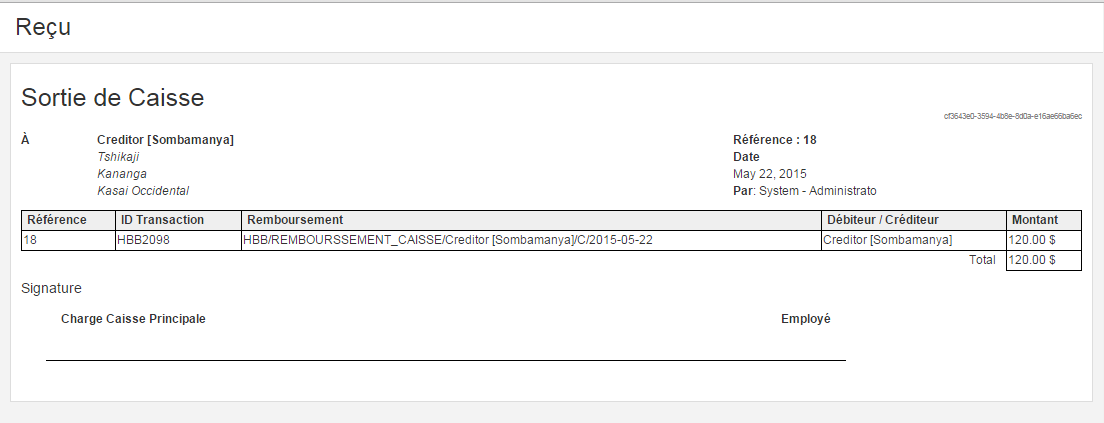 Reçu
Sortie de Caisse
cf3643e0-3594-4b8e-8d0a-e16ae66ba6ec
À Creditor [Sombamanya] Référence : 18
Tshikaji Date
Kananga May 22, 2015
Kasai Occidental Par: System - Administrato
Référence ID Transaction Remboursement Débiteur / Créditeur Montant
18 HBB2098 HBB/REMBOURSSEMENT_CAISSE/Creditor [Sombamanya]/C/2015-05-22 Creditor [Sombamanya] 120.00 $
Total 120.00 $
Signature
Charge Caisse Principale Employé